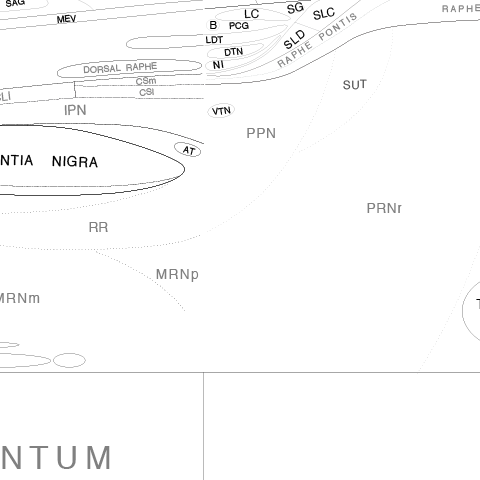 SAG
MEV
LC
SG
SLC
RAPHE
B
PCG
LDT
DTN
SLD
RAPHE PONTIS
NI
DORSAL RAPHE
CSm
CSl
SUT
IPN
VTN
PPN
AT
NTIA NIGRA
PRNr
RR
MRNp
MRNm
NTUM